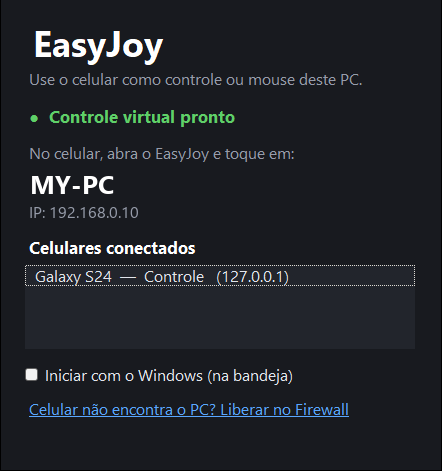 EasyJoy
Use o celular como controle ou mouse deste PC.
● Controle virtual pronto
No celular, abra o EasyJoy e toque em:
MY-PC
IP: 192.168.0.10
Celulares conectados
Galaxy S24 — Controle (127.0.0.1)
Iniciar com o Windows (na bandeja)
Celular não encontra o PC? Liberar no Firewall